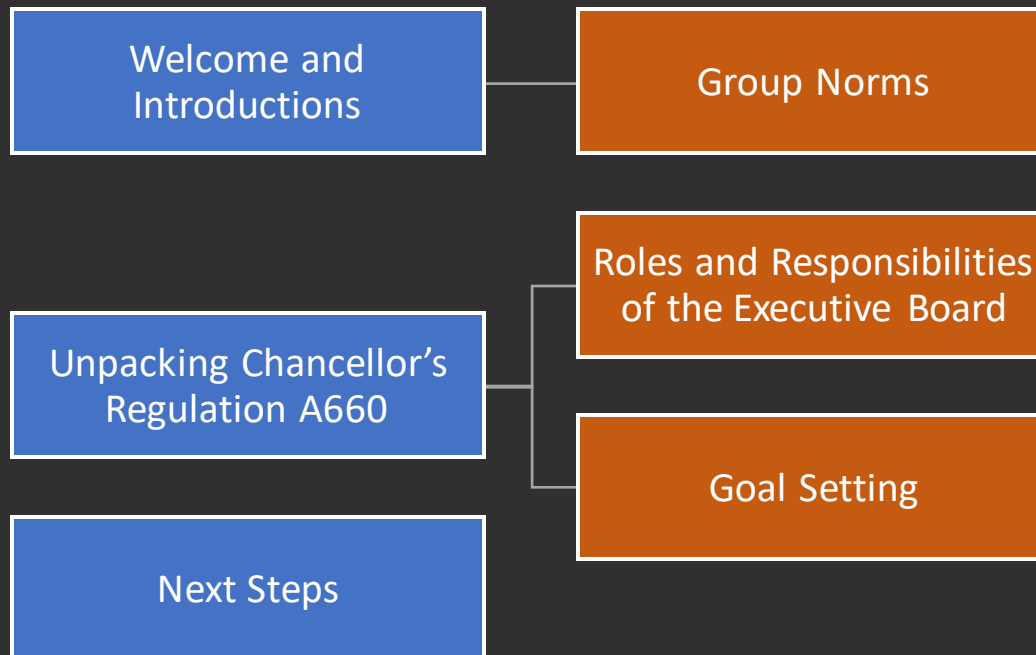 Welcome and
Introductions
Group Norms
Unpacking Chancellor’s
Regulation A660
Roles and Responsibilities
of the Executive Board
Goal Setting
Next Steps